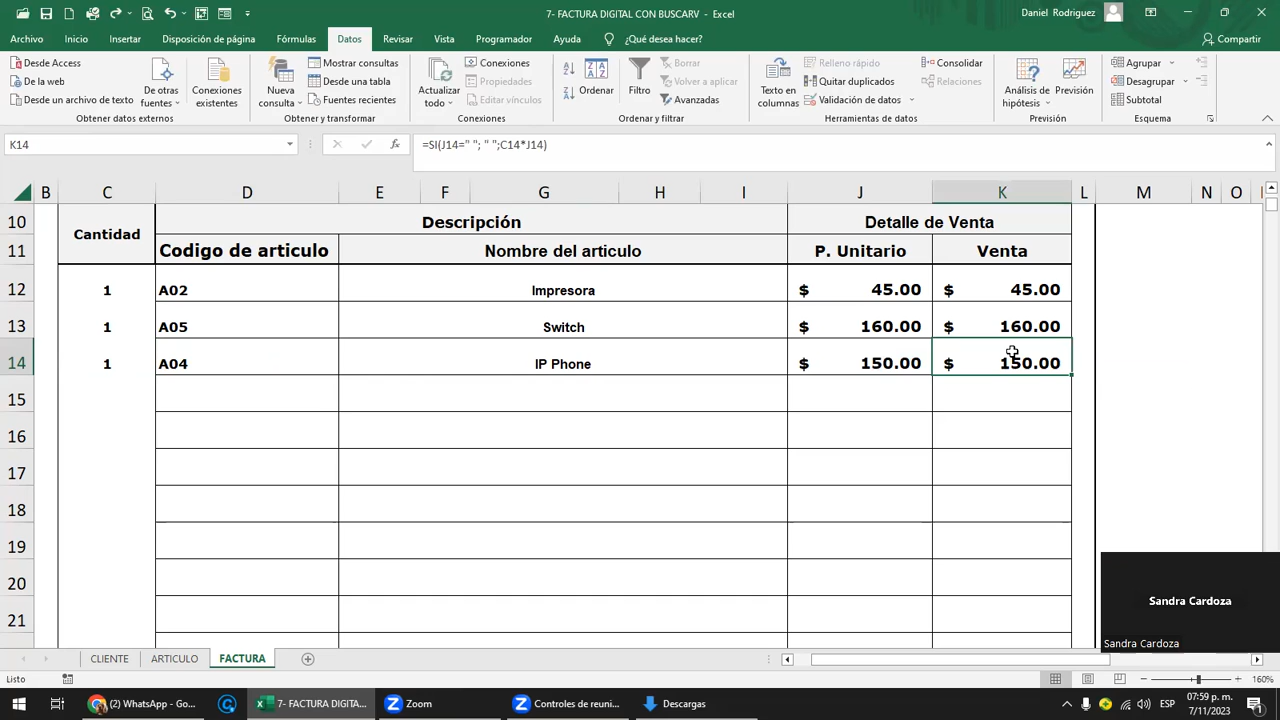 7- FACTURA DIGITAL CON BUSCARV - Excel
Daniel Rodriguez
Archivo Inicio Insertar Disposición de página Fórmulas Datos Revisar Vista Programador Ayuda ¿Qué desea hacer? Compartir
Desde Access
De la web
Desde un archivo de texto
De otras fuentes
Conexiones existentes
Obtener datos externos
Nueva consulta
Mostrar consultas
Desde una tabla
Fuentes recientes
Obtener y transformar
Actualizar todo
Conexiones
Propiedades
Editar vínculos
Conexiones
Ordenar
Filtro
Borrar
Volver a aplicar
Avanzadas
Ordenar y filtrar
Texto en columnas
Relleno rápido
Quitar duplicados
Validación de datos
Consolidar
Relaciones
Herramientas de datos
Análisis de hipótesis
Previsión
Previsión
Agrupar
Desagrupar
Subtotal
Esquema
K14
fx
=SI(J14=" "; " ";C14*J14)
B C D E F G H I J K L M N O
10 Descripción Detalle de Venta
Cantidad
11 Codigo de articulo Nombre del articulo P. Unitario Venta
12 1 A02 Impresora $ 45.00 $ 45.00
13 1 A05 Switch $ 160.00 $ 160.00
14 1 A04 IP Phone $ 150.00 $ 150.00
15
16
17
18
19
20
21
Sandra Cardoza
Sandra Cardoza
CLIENTE ARTICULO FACTURA
Listo
160%
(2) WhatsApp - Go...
7- FACTURA DIGITA...
Zoom
Controles de reuni...
Descargas
ESP
07:59 p. m.
7/11/2023
1